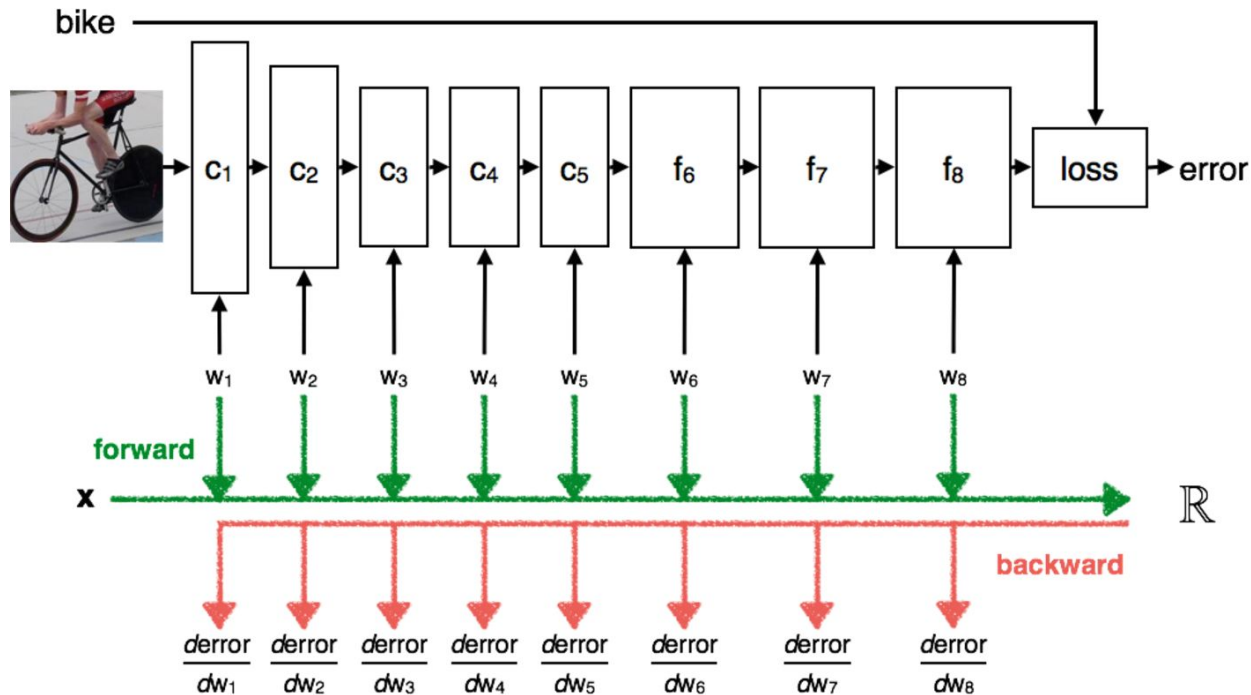 bike
c₁ c₂ c₃ c₄ c₅ f₆ f₇ f₈ loss error
w₁ w₂ w₃ w₄ w₅ w₆ w₇ w₈
forward
x ℝ
backward
derror derror derror derror derror derror derror derror
dw₁ dw₂ dw₃ dw₄ dw₅ dw₆ dw₇ dw₈